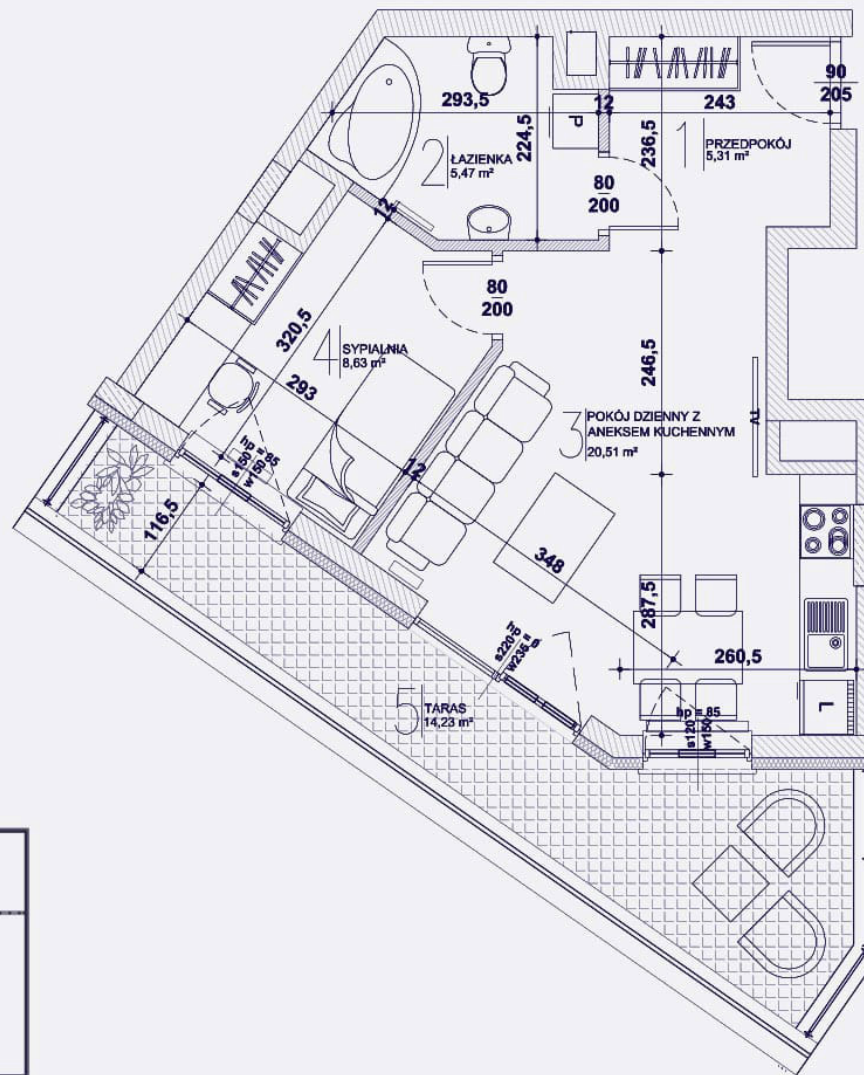 90
205
293,5
12
243
P
224,5
236,5
1
PRZEDPOKÓJ
5,31 m²
2
ŁAZIENKA
5,47 m²
80
200
12
80
200
320,5
4
SYPIALNIA
8,63 m²
293
246,5
TV
3
POKÓJ DZIENNY Z
ANEKSEM KUCHENNYM
20,51 m²
hp = 85
s150
w150
12
116,5
348
287,5
s220
w235
260,5
L
5
TARAS
14,23 m²
hp = 85
s120
w150